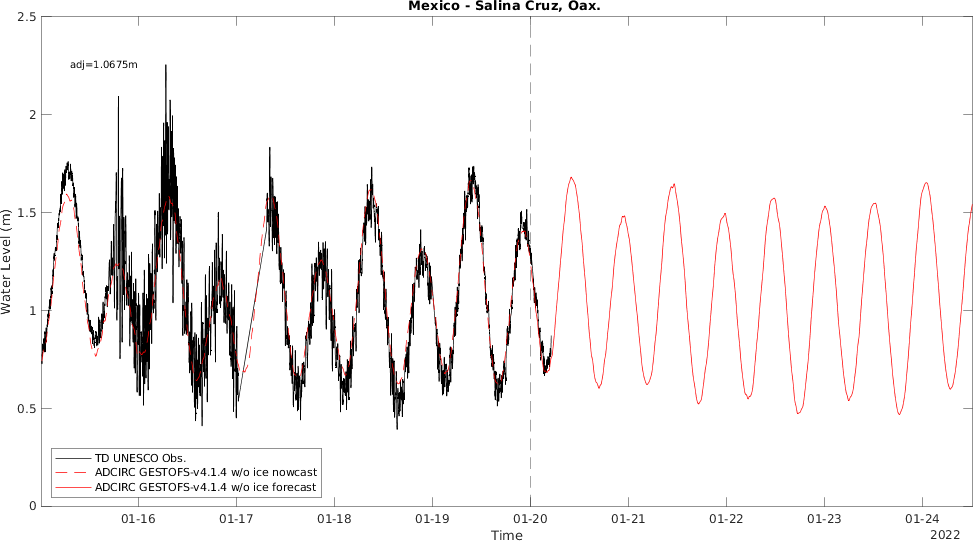 Mexico - Salina Cruz, Oax.
2.5
adj=1.0675m
2
1.5
Water Level (m)
1
0.5
TD UNESCO Obs.
ADCIRC GESTOFS-v4.1.4 w/o ice nowcast
ADCIRC GESTOFS-v4.1.4 w/o ice forecast
0
01-16 01-17 01-18 01-19 01-20 01-21 01-22 01-23 01-24
Time
2022